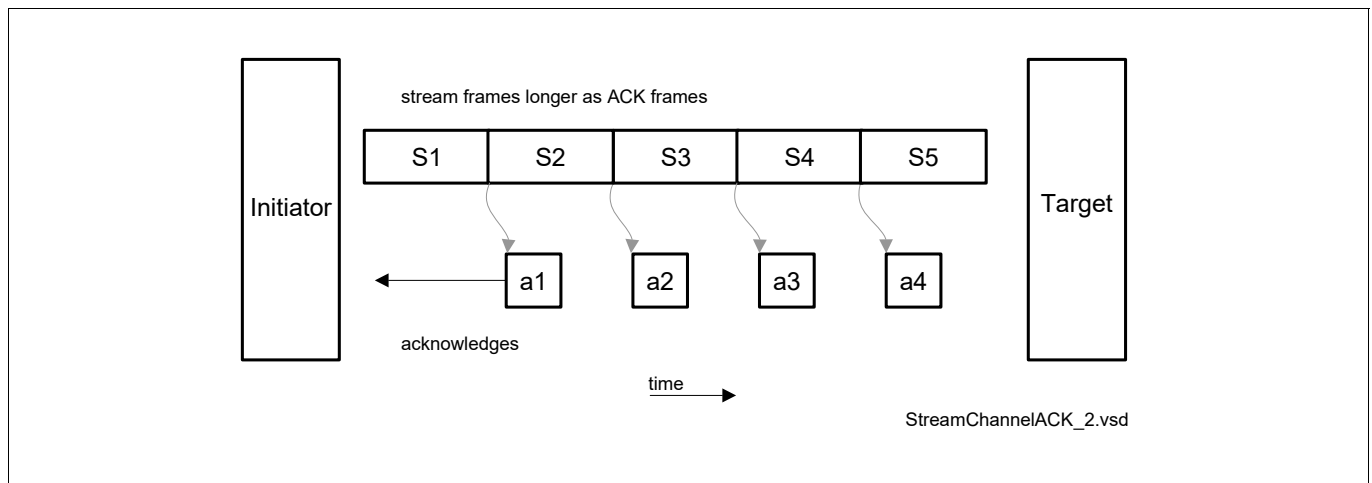 stream frames longer as ACK frames
S1 S2 S3 S4 S5
Initiator
Target
a1 a2 a3 a4
acknowledges
time
StreamChannelACK_2.vsd